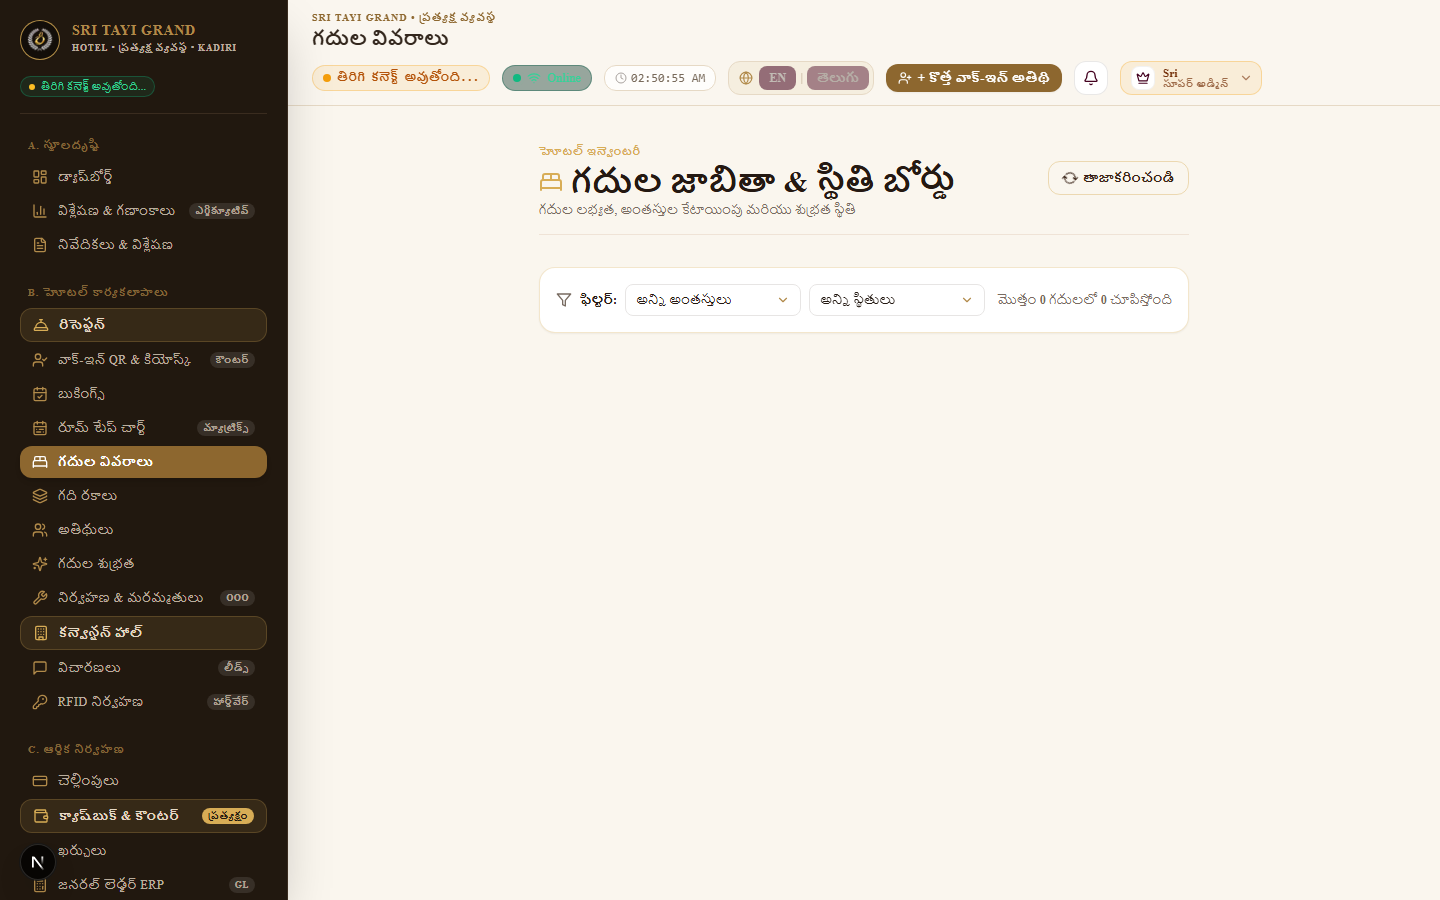 SRI TAYI GRAND
HOTEL • ప్రత్యక్ష వ్యవస్థ • KADIRI
తిరిగి కనెక్ట్ అవుతోంది...
A. స్థూలదృష్టి
డ్యాష్‌బోర్డ్
విశ్లేషణ & గణాంకాలు
ఎగ్జిక్యూటివ్
నివేదికలు & విశ్లేషణ
B. హోటల్ కార్యకలాపాలు
రిసెప్షన్
వాక్-ఇన్ QR & కియోస్క్
కౌంటర్
బుకింగ్స్
రూమ్ టేప్ చార్ట్
మ్యాట్రిక్స్
గదుల వివరాలు
గది రకాలు
అతిథులు
గదుల శుభ్రత
నిర్వహణ & మరమ్మతులు
OOO
కన్వెన్షన్ హాల్
విచారణలు
లీడ్స్
RFID నిర్వహణ
హార్డ్‌వేర్
C. ఆర్థిక నిర్వహణ
చెల్లింపులు
క్యాష్‌బుక్ & కౌంటర్
ప్రత్యక్షం
ఖర్చులు
జనరల్ లెడ్జర్ ERP
GL
SRI TAYI GRAND • ప్రత్యక్ష వ్యవస్థ
గదుల వివరాలు
తిరిగి కనెక్ట్ అవుతోంది...
02:50:55 AM
EN | తెలుగు
+ కొత్త వాక్-ఇన్ అతిథి
Sri
సూపర్ అడ్మిన్
హోటల్ ఇన్వెంటరీ
గదుల జాబితా & స్థితి బోర్డు
గదుల లభ్యత, అంతస్తుల కేటాయింపు మరియు శుభ్రత స్థితి
తాజాకరించండి
ఫిల్టర్:
అన్ని అంతస్తులు
అన్ని స్థితులు
మొత్తం 0 గదులలో 0 చూపిస్తోంది